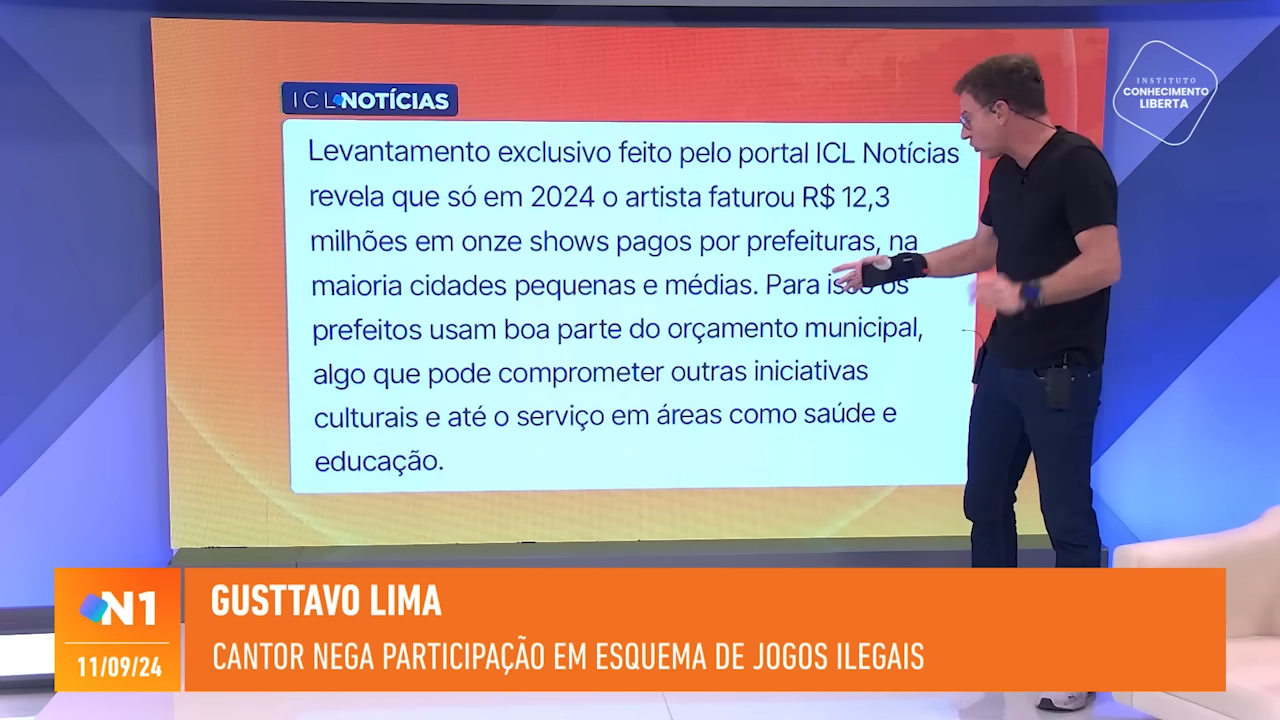 INSTITUTO
CONHECIMENTO
LIBERTA
ICL NOTÍCIAS
Levantamento exclusivo feito pelo portal ICL Notícias
revela que só em 2024 o artista faturou R$ 12,3
milhões em onze shows pagos por prefeituras, na
maioria cidades pequenas e médias. Para isso os
prefeitos usam boa parte do orçamento municipal,
algo que pode comprometer outras iniciativas
culturais e até o serviço em áreas como saúde e
educação.
N1
11/09/24
GUSTTAVO LIMA
CANTOR NEGA PARTICIPAÇÃO EM ESQUEMA DE JOGOS ILEGAIS